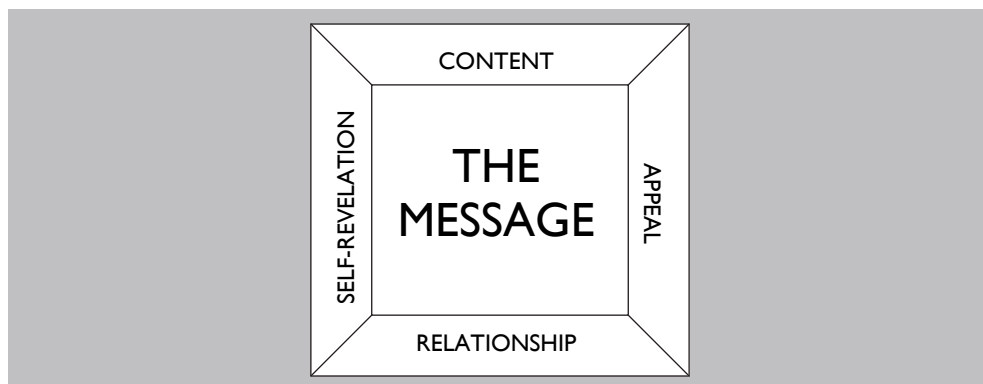 CONTENT
SELF-REVELATION
THE
MESSAGE
APPEAL
RELATIONSHIP